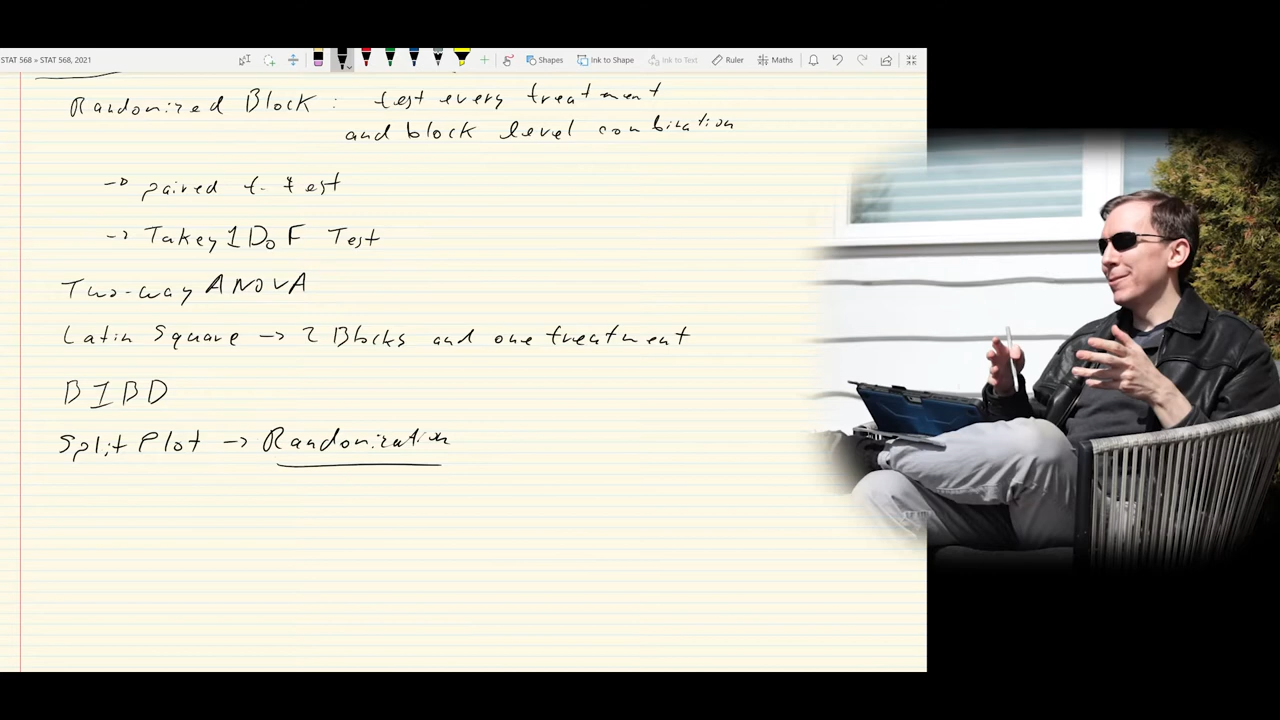 STAT 568 » STAT 568, 2021
Shapes Ink to Shape Ink to Text Ruler Maths
Randomized Block : test every treatment
and block level combination
→ paired t-test
→ Tukey 1 DoF Test
Two-way ANOVA
Latin Square → 2 Blocks and one treatment
BIBD
Split Plot → Randomization